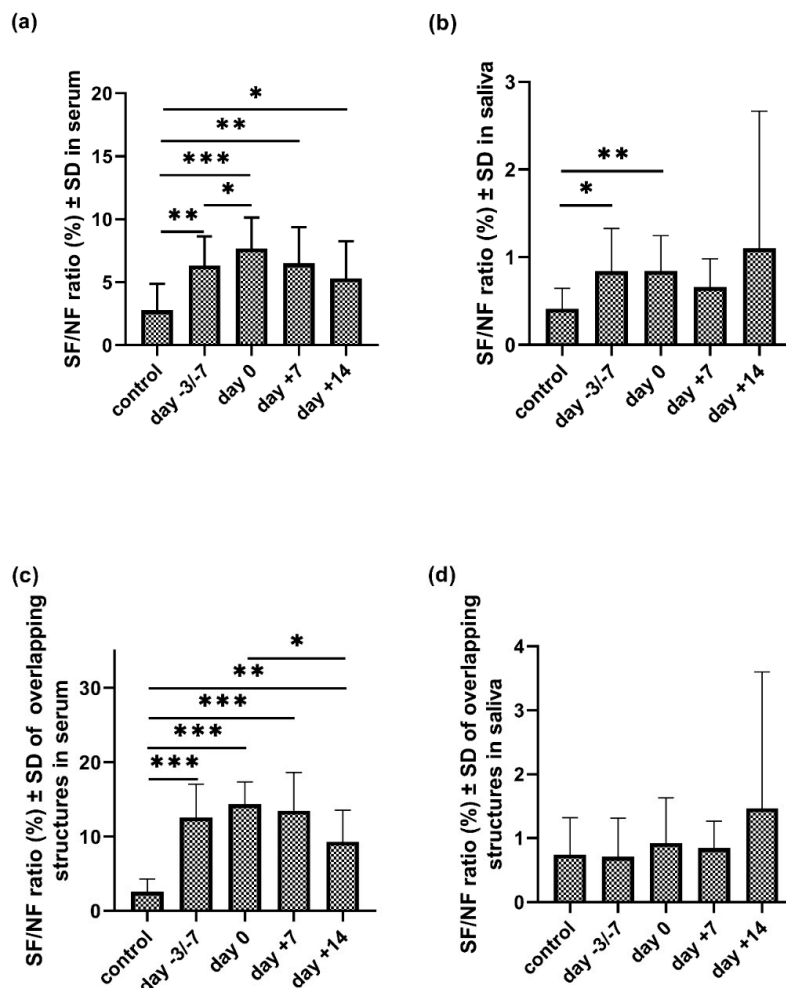 (a)
SF/NF ratio (%) ± SD in serum
20
15
10
5
0
*
**
***
*
**
control
day -3/-7
day 0
day +7
day +14
(b)
SF/NF ratio (%) ± SD in saliva
3
2
1
0
**
*
control
day -3/-7
day 0
day +7
day +14
(c)
SF/NF ratio (%) ± SD of overlapping
structures in serum
30
20
10
0
*
**
***
***
***
control
day -3/-7
day 0
day +7
day +14
(d)
SF/NF ratio (%) ± SD of overlapping
structures in saliva
4
3
2
1
0
control
day -3/-7
day 0
day +7
day +14